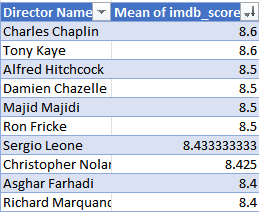 Director Name Mean of imdb_score
Charles Chaplin 8.6
Tony Kaye 8.6
Alfred Hitchcock 8.5
Damien Chazelle 8.5
Majid Majidi 8.5
Ron Fricke 8.5
Sergio Leone 8.433333333
Christopher Nolan 8.425
Asghar Farhadi 8.4
Richard Marquand 8.4